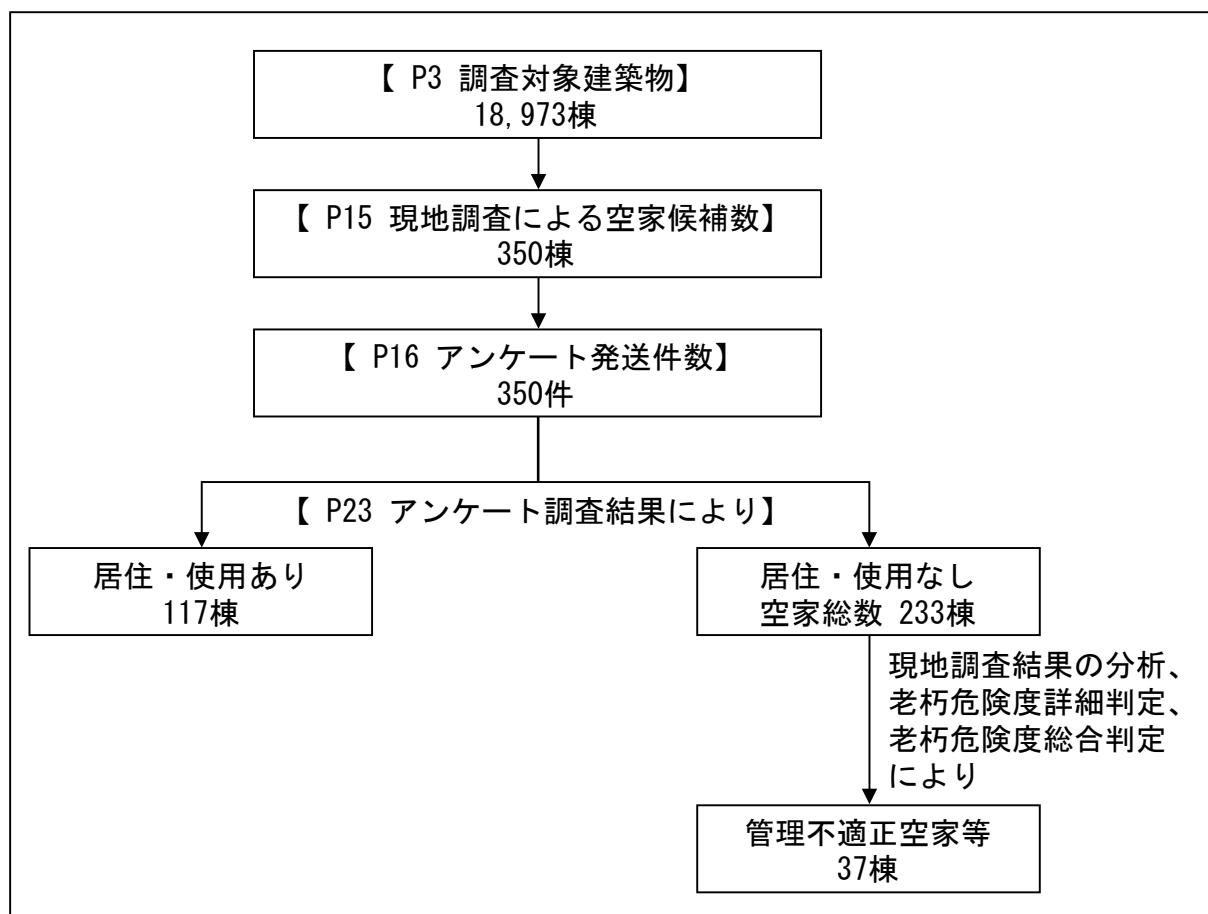 【 P3 調査対象建築物】
18,973棟
【 P15 現地調査による空家候補数】
350棟
【 P16 アンケート発送件数】
350件
【 P23 アンケート調査結果により】
居住・使用あり
117棟
居住・使用なし
空家総数 233棟
現地調査結果の分析、
老朽危険度詳細判定、
老朽危険度総合判定
により
管理不適正空家等
37棟